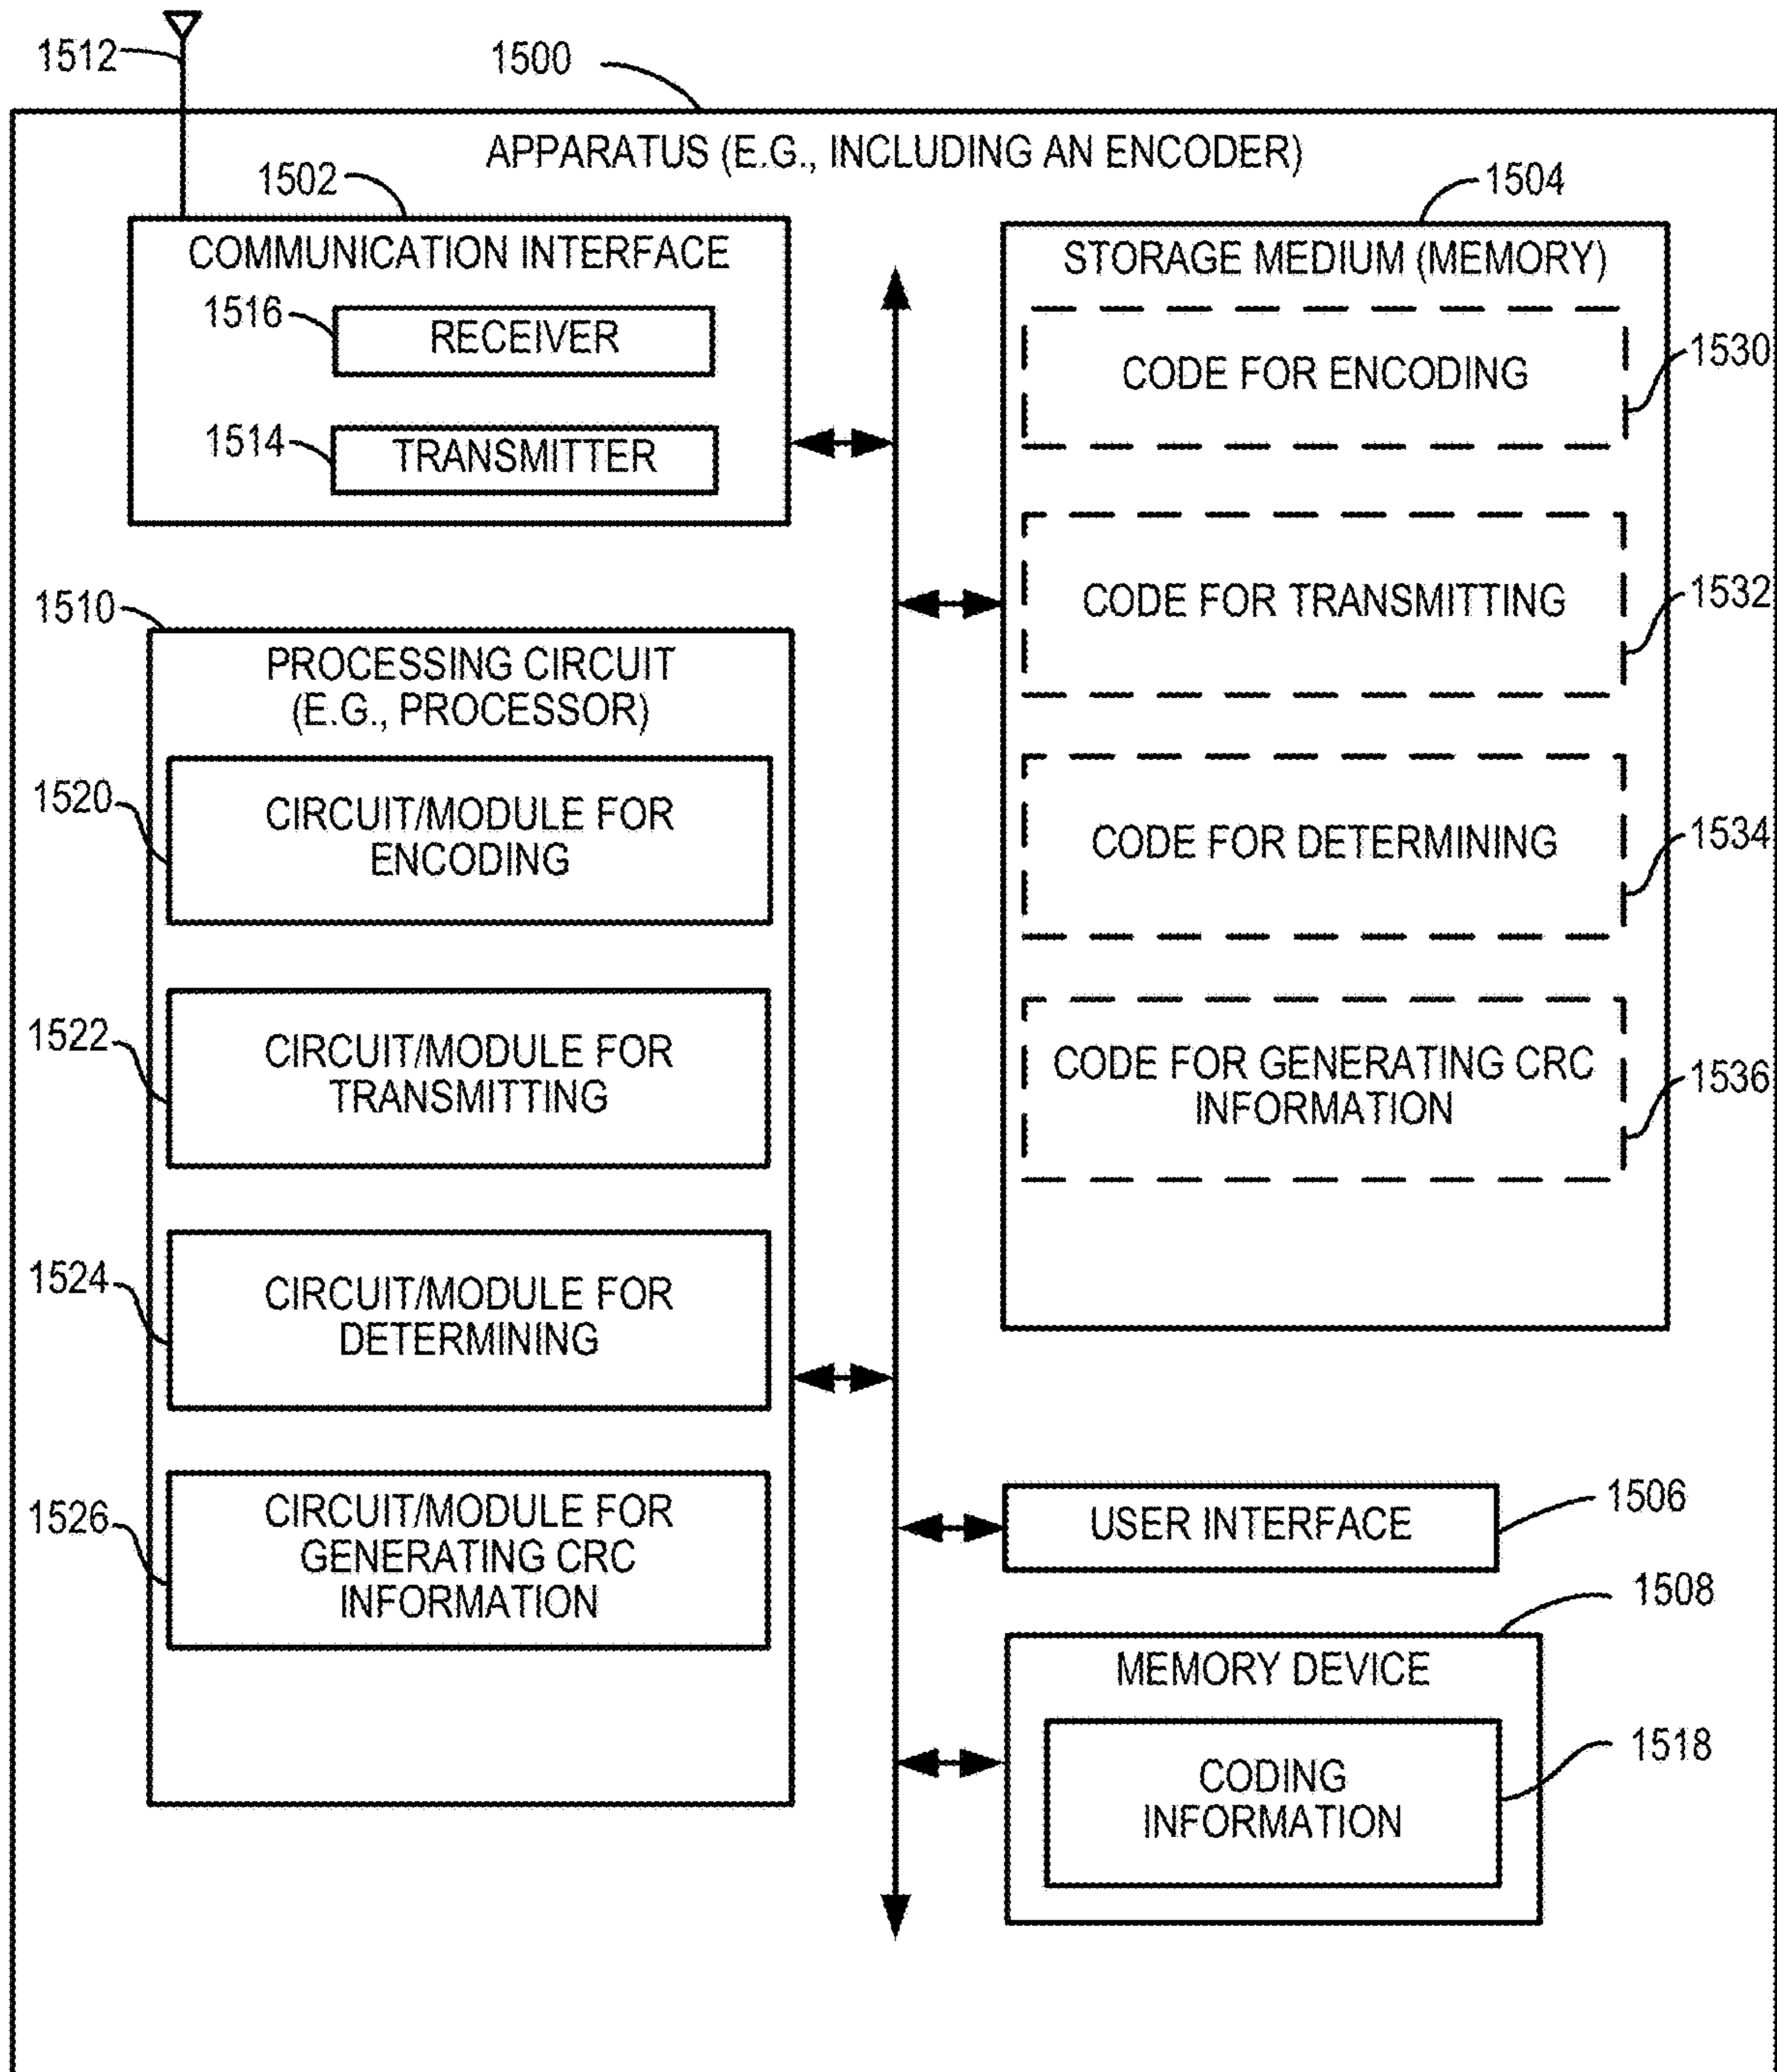 1512
1500
APPARATUS (E.G., INCLUDING AN ENCODER)
1502
COMMUNICATION INTERFACE
1516
RECEIVER
1514
TRANSMITTER
1510
PROCESSING CIRCUIT
(E.G., PROCESSOR)
1520
CIRCUIT/MODULE FOR
ENCODING
1522
CIRCUIT/MODULE FOR
TRANSMITTING
1524
CIRCUIT/MODULE FOR
DETERMINING
1526
CIRCUIT/MODULE FOR
GENERATING CRC
INFORMATION
1504
STORAGE MEDIUM (MEMORY)
CODE FOR ENCODING
1530
CODE FOR TRANSMITTING
1532
CODE FOR DETERMINING
1534
CODE FOR GENERATING CRC
INFORMATION
1536
USER INTERFACE
1506
1508
MEMORY DEVICE
CODING
INFORMATION
1518